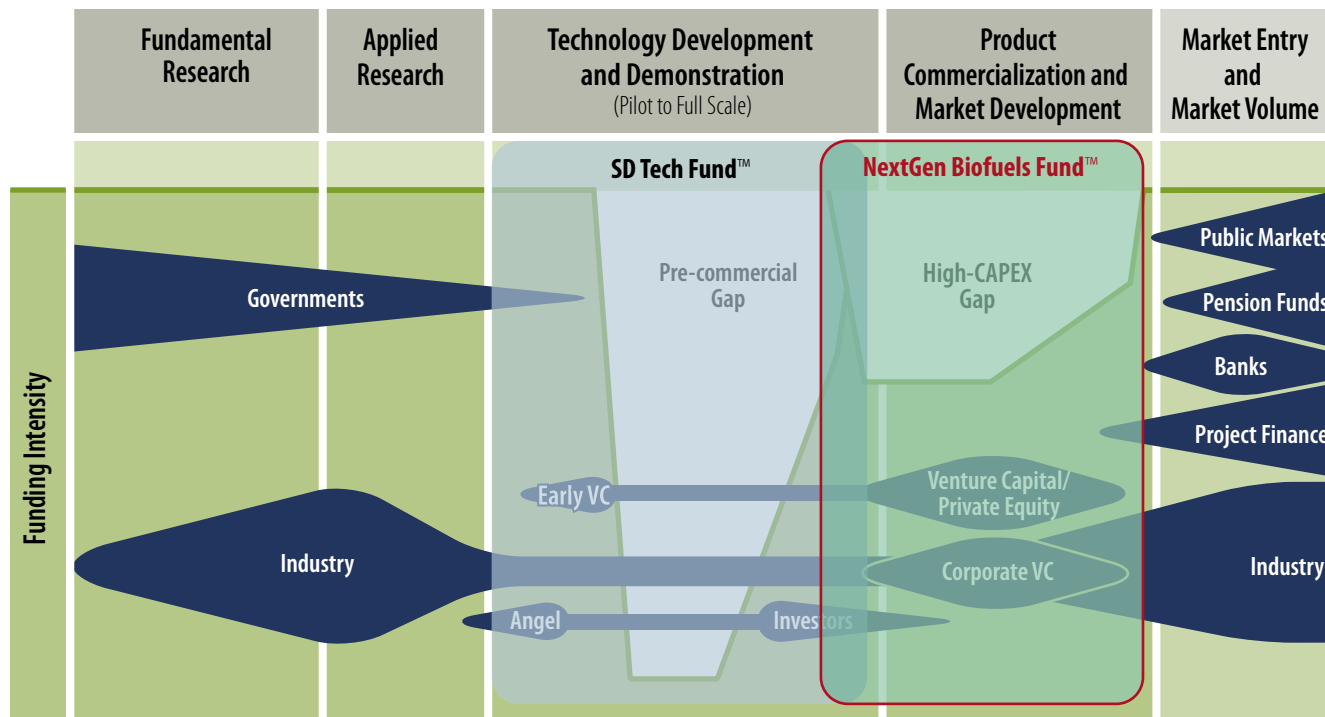 Fundamental
Research
Applied
Research
Technology Development
and Demonstration
(Pilot to Full Scale)
Product
Commercialization and
Market Development
Market Entry
and
Market Volume
SD Tech Fund™
NextGen Biofuels Fund™
Funding Intensity
Governments
Pre-commercial
Gap
High-CAPEX
Gap
Public Markets
Pension Funds
Banks
Project Finance
Early VC
Venture Capital/
Private Equity
Industry
Corporate VC
Industry
Angel
Investors